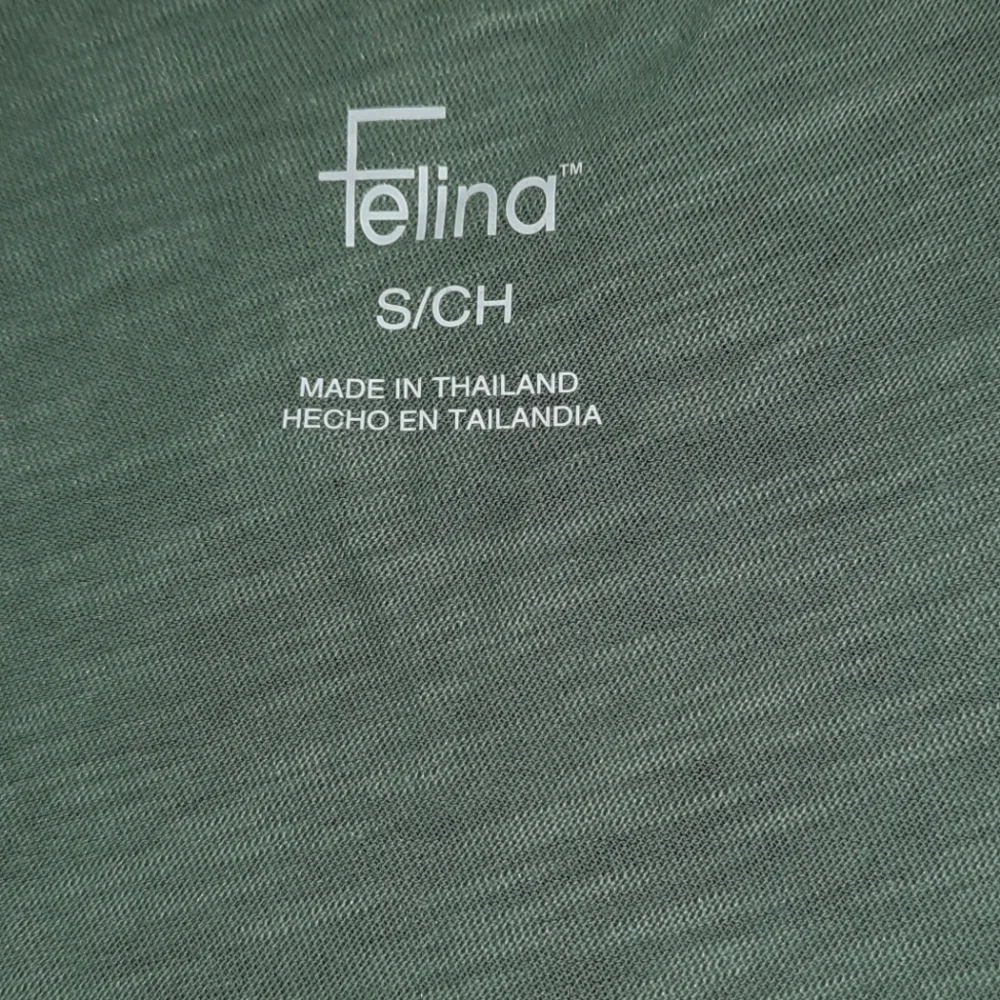 Felina™
S/CH
MADE IN THAILAND
HECHO EN TAILANDIA